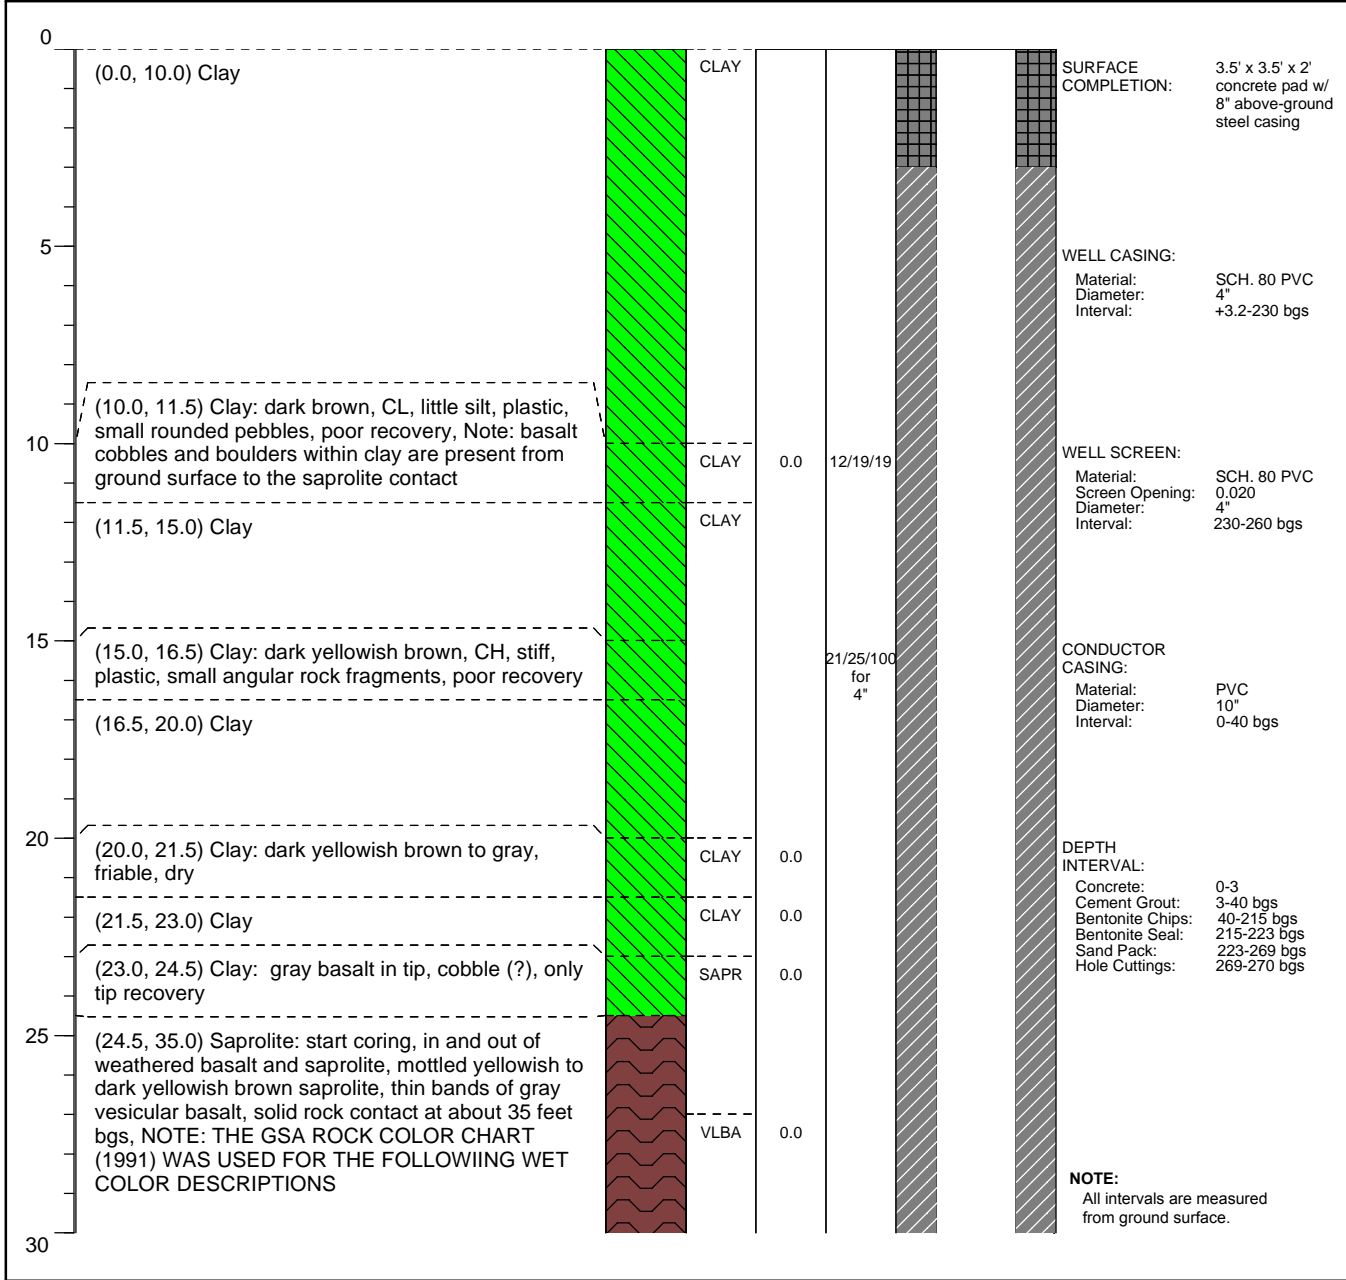 0
(0.0, 10.0) Clay
5
(10.0, 11.5) Clay: dark brown, CL, little silt, plastic,
small rounded pebbles, poor recovery, Note: basalt
cobbles and boulders within clay are present from
ground surface to the saprolite contact
10
(11.5, 15.0) Clay
15
(15.0, 16.5) Clay: dark yellowish brown, CH, stiff,
plastic, small angular rock fragments, poor recovery
(16.5, 20.0) Clay
20
(20.0, 21.5) Clay: dark yellowish brown to gray,
friable, dry
(21.5, 23.0) Clay
(23.0, 24.5) Clay: gray basalt in tip, cobble (?), only
tip recovery
25
(24.5, 35.0) Saprolite: start coring, in and out of
weathered basalt and saprolite, mottled yellowish to
dark yellowish brown saprolite, thin bands of gray
vesicular basalt, solid rock contact at about 35 feet
bgs, NOTE: THE GSA ROCK COLOR CHART
(1991) WAS USED FOR THE FOLLOWIING WET
COLOR DESCRIPTIONS
30
CLAY
CLAY 0.0 12/19/19
CLAY
21/25/100
for
4"
CLAY 0.0
CLAY 0.0
SAPR 0.0
VLBA 0.0
SURFACE 3.5' x 3.5' x 2'
COMPLETION: concrete pad w/
8" above-ground
steel casing
WELL CASING:
Material: SCH. 80 PVC
Diameter: 4"
Interval: +3.2-230 bgs
WELL SCREEN:
Material: SCH. 80 PVC
Screen Opening: 0.020
Diameter: 4"
Interval: 230-260 bgs
CONDUCTOR
CASING:
Material: PVC
Diameter: 10"
Interval: 0-40 bgs
DEPTH
INTERVAL:
Concrete: 0-3
Cement Grout: 3-40 bgs
Bentonite Chips: 40-215 bgs
Bentonite Seal: 215-223 bgs
Sand Pack: 223-269 bgs
Hole Cuttings: 269-270 bgs
NOTE:
All intervals are measured
from ground surface.